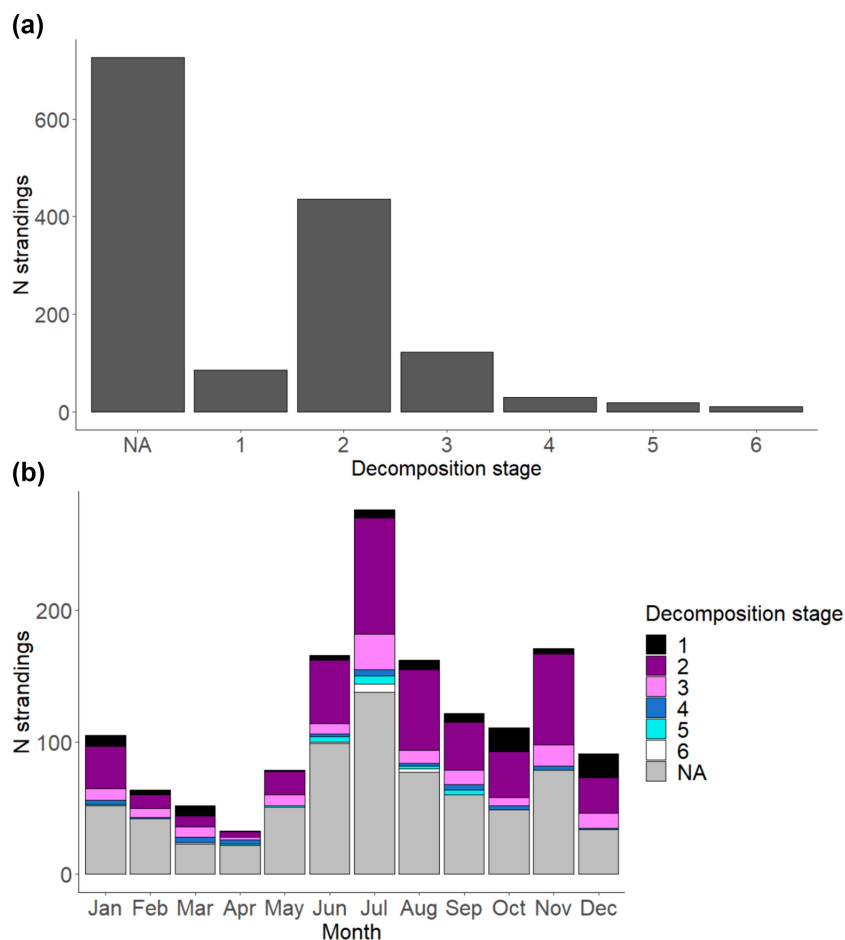 (a)
N strandings
600
400
200
0
NA 1 2 3 4 5 6
Decomposition stage
(b)
N strandings
200
100
0
Decomposition stage
1
2
3
4
5
6
NA
Jan Feb Mar Apr May Jun Jul Aug Sep Oct Nov Dec
Month